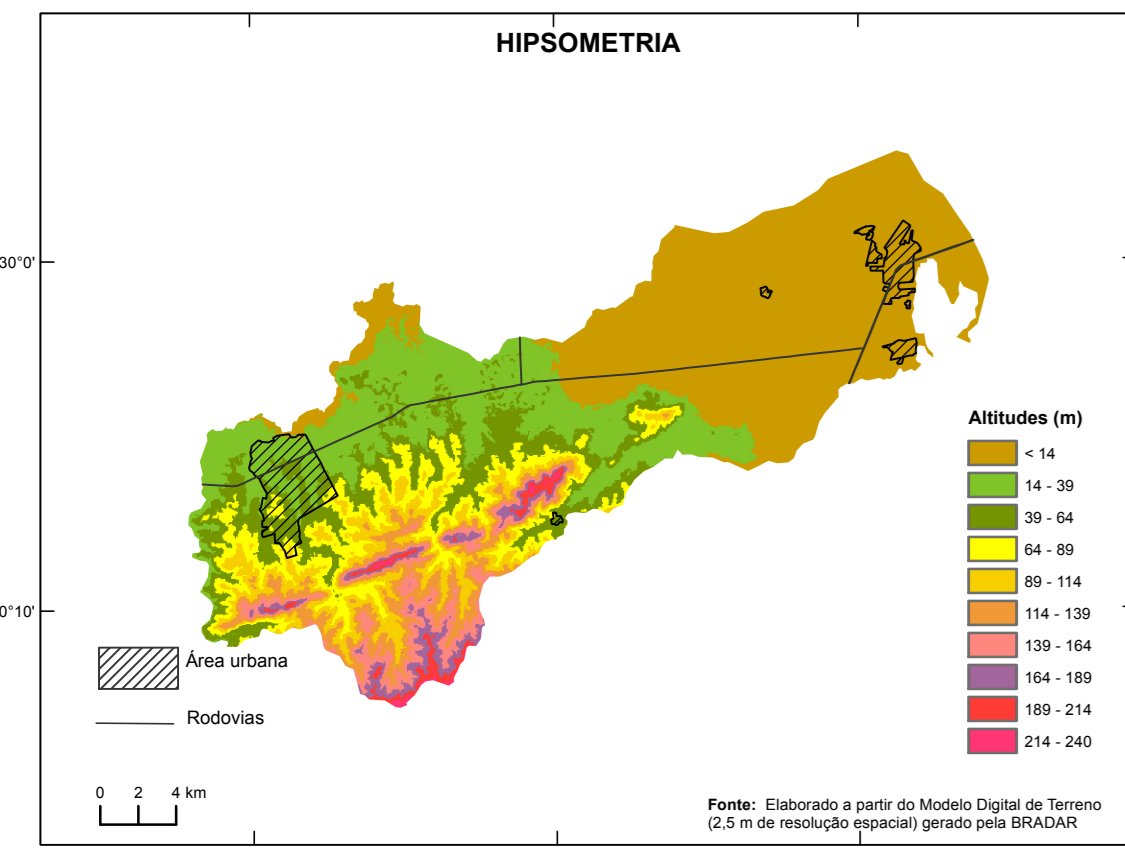 HIPSOMETRIA
30°0'
0°10'
Altitudes (m)
< 14
14 - 39
39 - 64
64 - 89
89 - 114
114 - 139
139 - 164
164 - 189
189 - 214
214 - 240
Área urbana
Rodovias
0 2 4 km
Fonte: Elaborado a partir do Modelo Digital de Terreno
(2,5 m de resolução espacial) gerado pela BRADAR